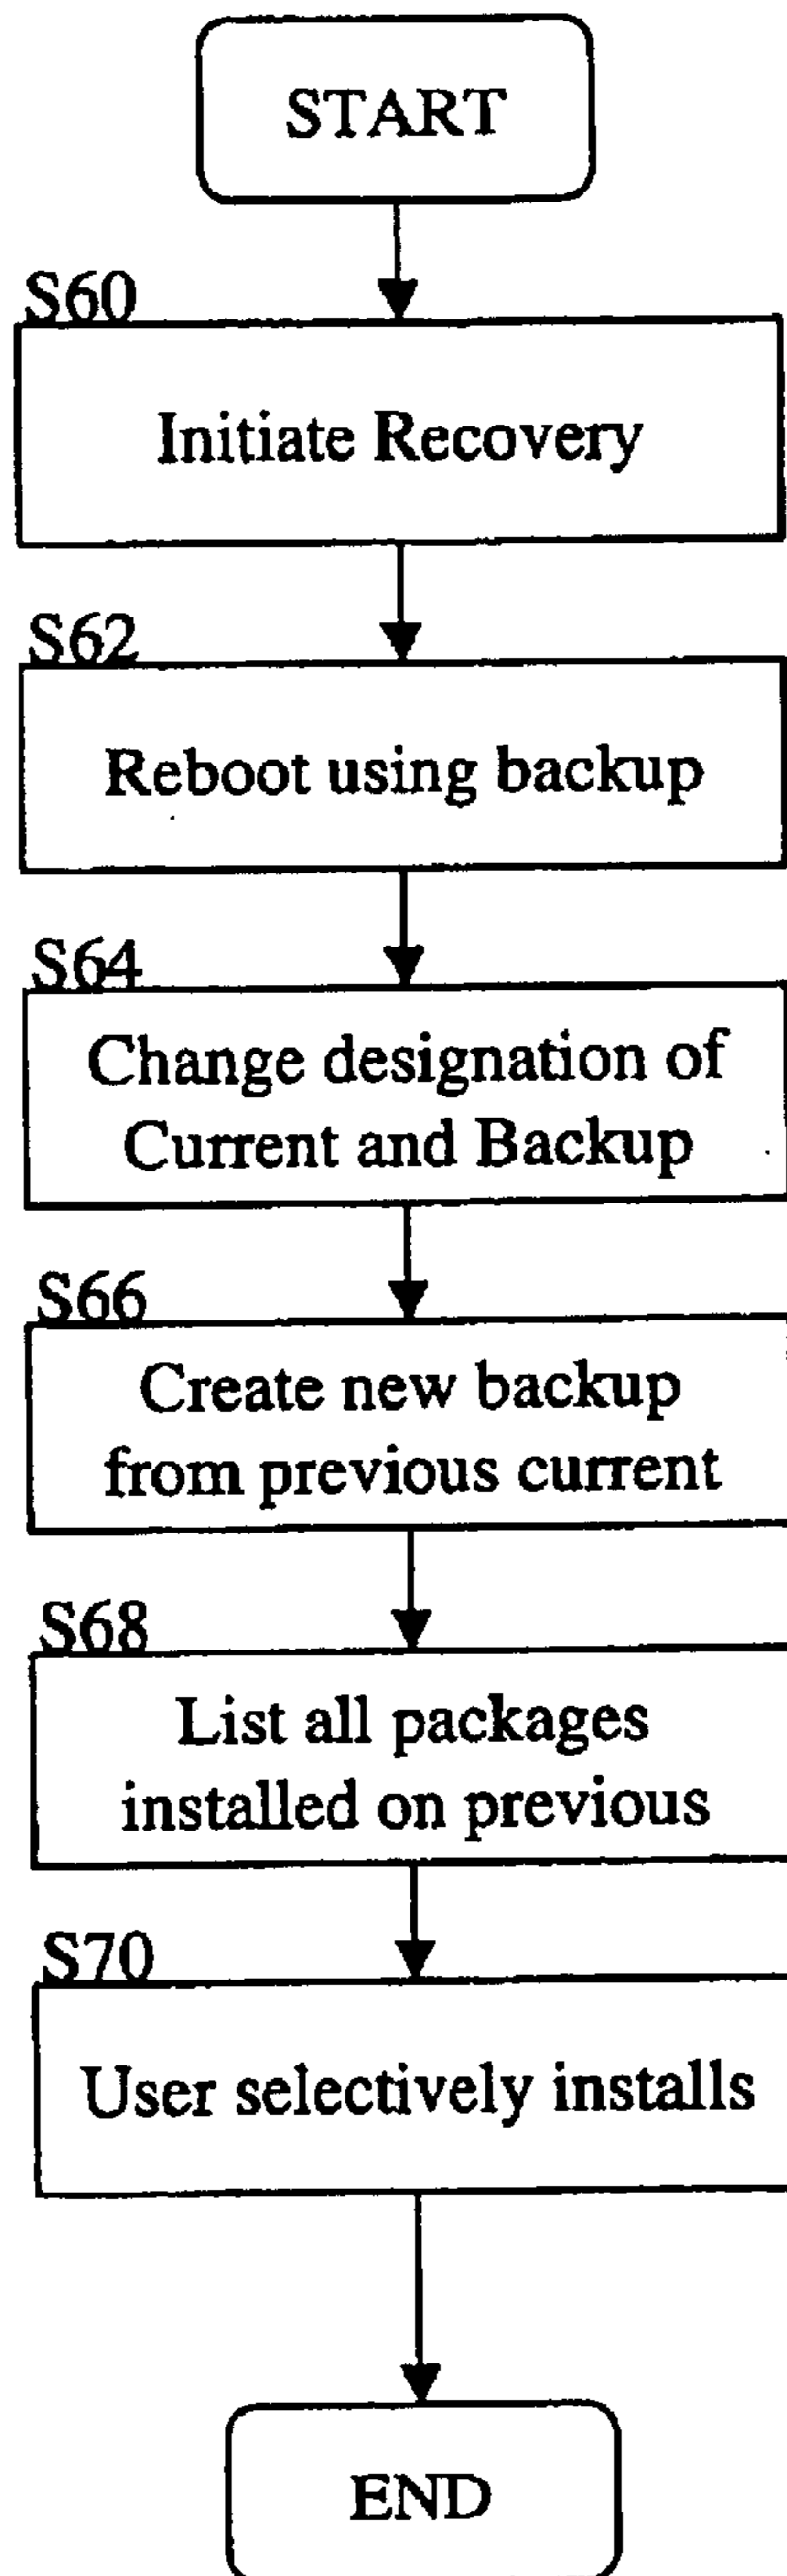 START
S60
Initiate Recovery
S62
Reboot using backup
S64
Change designation of
Current and Backup
S66
Create new backup
from previous current
S68
List all packages
installed on previous
S70
User selectively installs
END